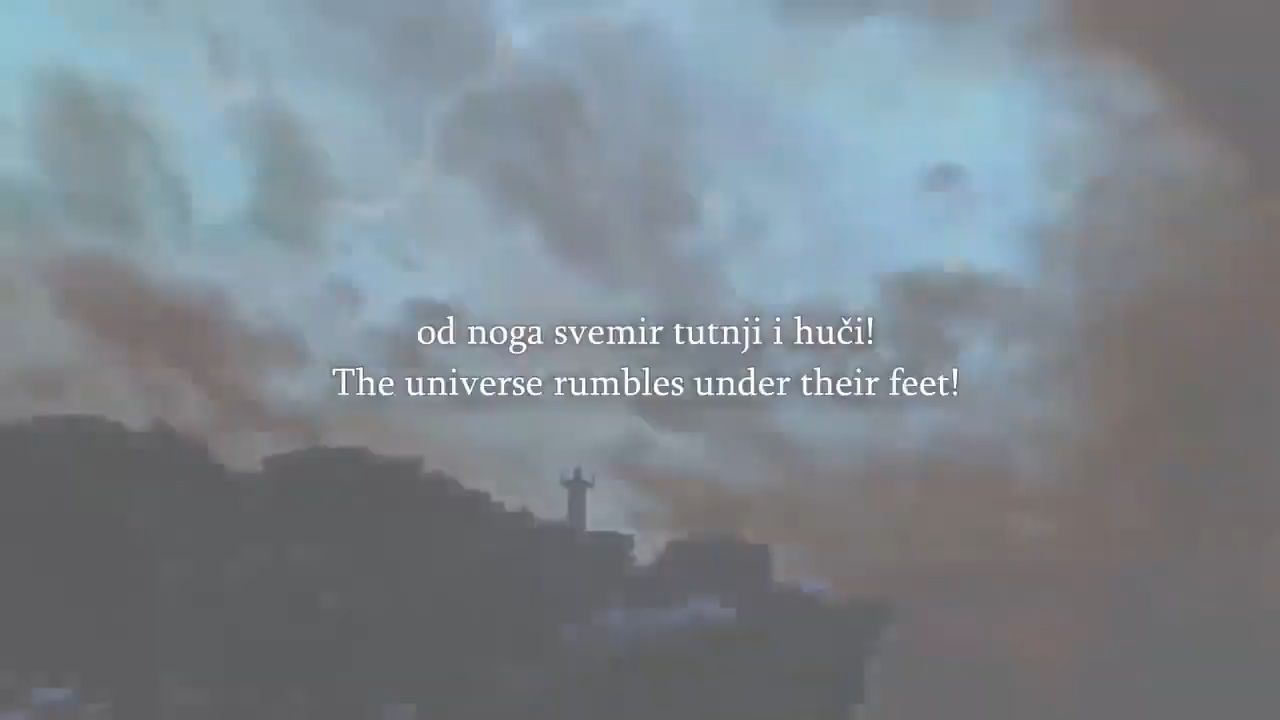 od noga svemir tutnji i huči!
The universe rumbles under their feet!